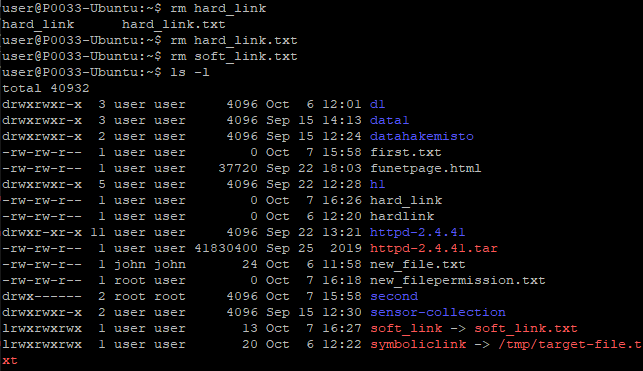 user@P0033-Ubuntu:~$ rm hard_link
hard_link      hard_link.txt
user@P0033-Ubuntu:~$ rm hard_link.txt
user@P0033-Ubuntu:~$ rm soft_link.txt
user@P0033-Ubuntu:~$ ls -l
total 40932
drwxrwxr-x  3 user user     4096 Oct  6 12:01 dl
drwxrwxr-x  3 user user     4096 Sep 15 14:13 datal
drwxrwxr-x  2 user user     4096 Sep 15 12:24 datahakemisto
-rw-rw-r--  1 user user        0 Oct  7 15:58 first.txt
-rw-rw-r--  1 user user    37720 Sep 22 18:03 funetpage.html
drwxrwxr-x  5 user user     4096 Sep 22 12:28 hl
-rw-rw-r--  1 user user        0 Oct  7 16:26 hard_link
-rw-rw-r--  1 user user        0 Oct  6 12:20 hardlink
drwxr-xr-x 11 user user     4096 Sep 22 13:21 httpd-2.4.41
-rw-rw-r--  1 user user 41830400 Sep 25  2019 httpd-2.4.41.tar
-rw-rw-r--  1 john john       24 Oct  6 11:58 new_file.txt
-rw-rw-r--  1 root user        0 Oct  7 16:18 new_filepermission.txt
drwx------  2 root root     4096 Oct  7 15:58 second
drwxrwxr-x  2 user user     4096 Sep 15 12:30 sensor-collection
lrwxrwxrwx  1 user user       13 Oct  7 16:27 soft_link -> soft_link.txt
lrwxrwxrwx  1 user user       20 Oct  6 12:22 symboliclink -> /tmp/target-file.t
xt